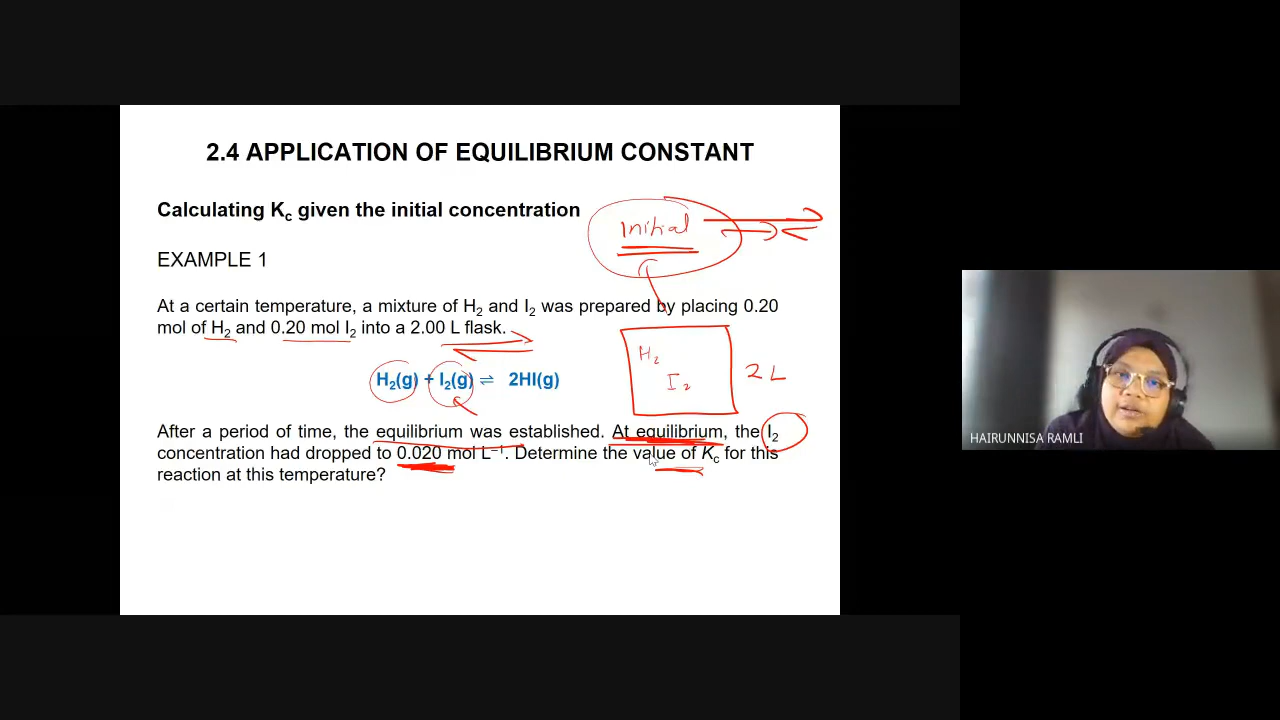 2.4 APPLICATION OF EQUILIBRIUM CONSTANT
Calculating Kc given the initial concentration
Initial
EXAMPLE 1
At a certain temperature, a mixture of H2 and I2 was prepared by placing 0.20
mol of H2 and 0.20 mol I2 into a 2.00 L flask.
H2
I2
2 L
H2(g) + I2(g) ⇌ 2HI(g)
After a period of time, the equilibrium was established. At equilibrium, the I2
concentration had dropped to 0.020 mol L⁻¹. Determine the value of Kc for this
reaction at this temperature?
HAIRUNNISA RAMLI